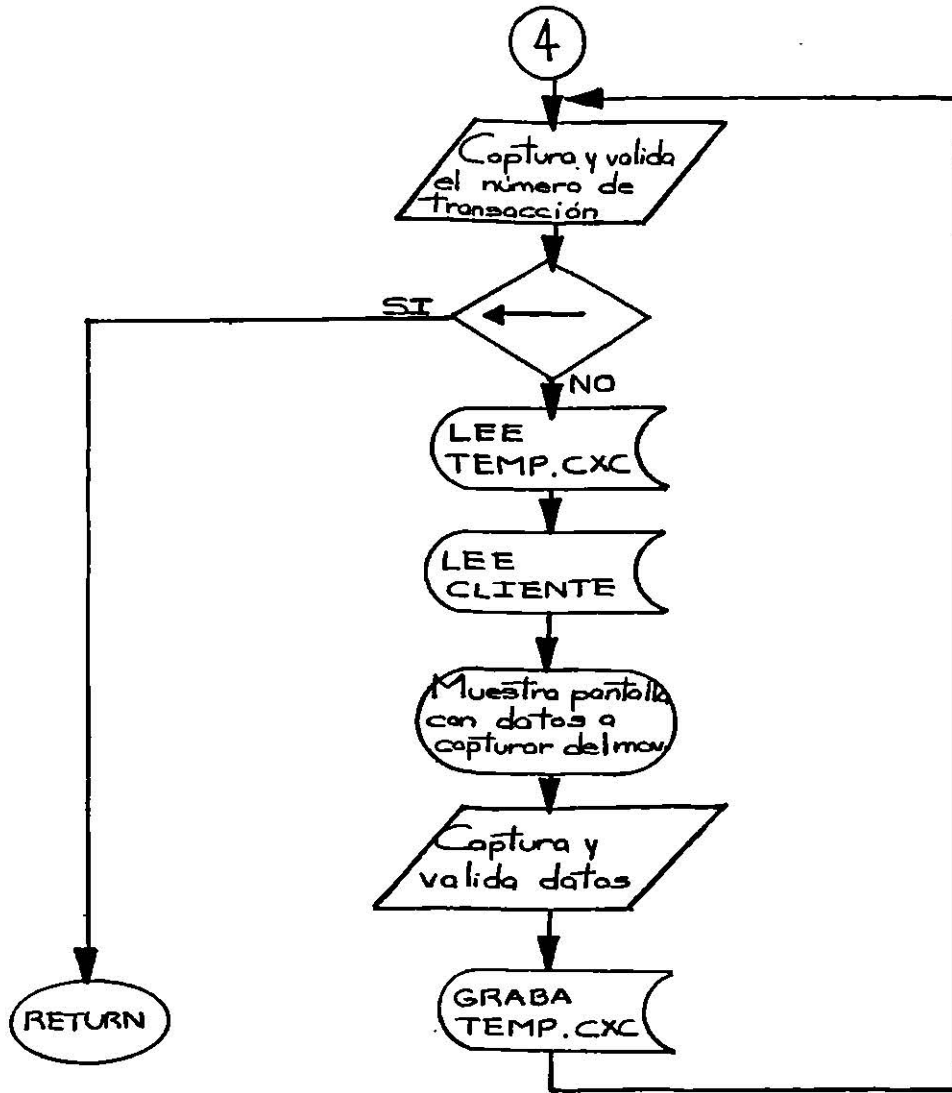 4
Captura y valida
el número de
transacción
SI
NO
LEE
TEMP.CXC
LEE
CLIENTE
Muestra pantalla
con datos a
capturar del mov.
Captura y
valida datos
GRABA
TEMP.CXC
RETURN